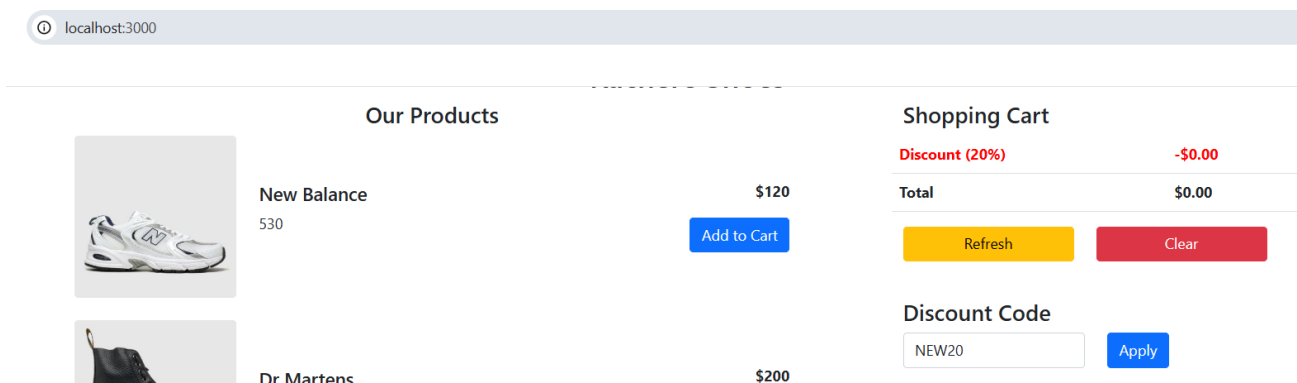 localhost:3000
Our Products
New Balance
530
$120
Add to Cart
Dr Martens
$200
Shopping Cart
Discount (20%) -$0.00
Total $0.00
Refresh Clear
Discount Code
NEW20 Apply